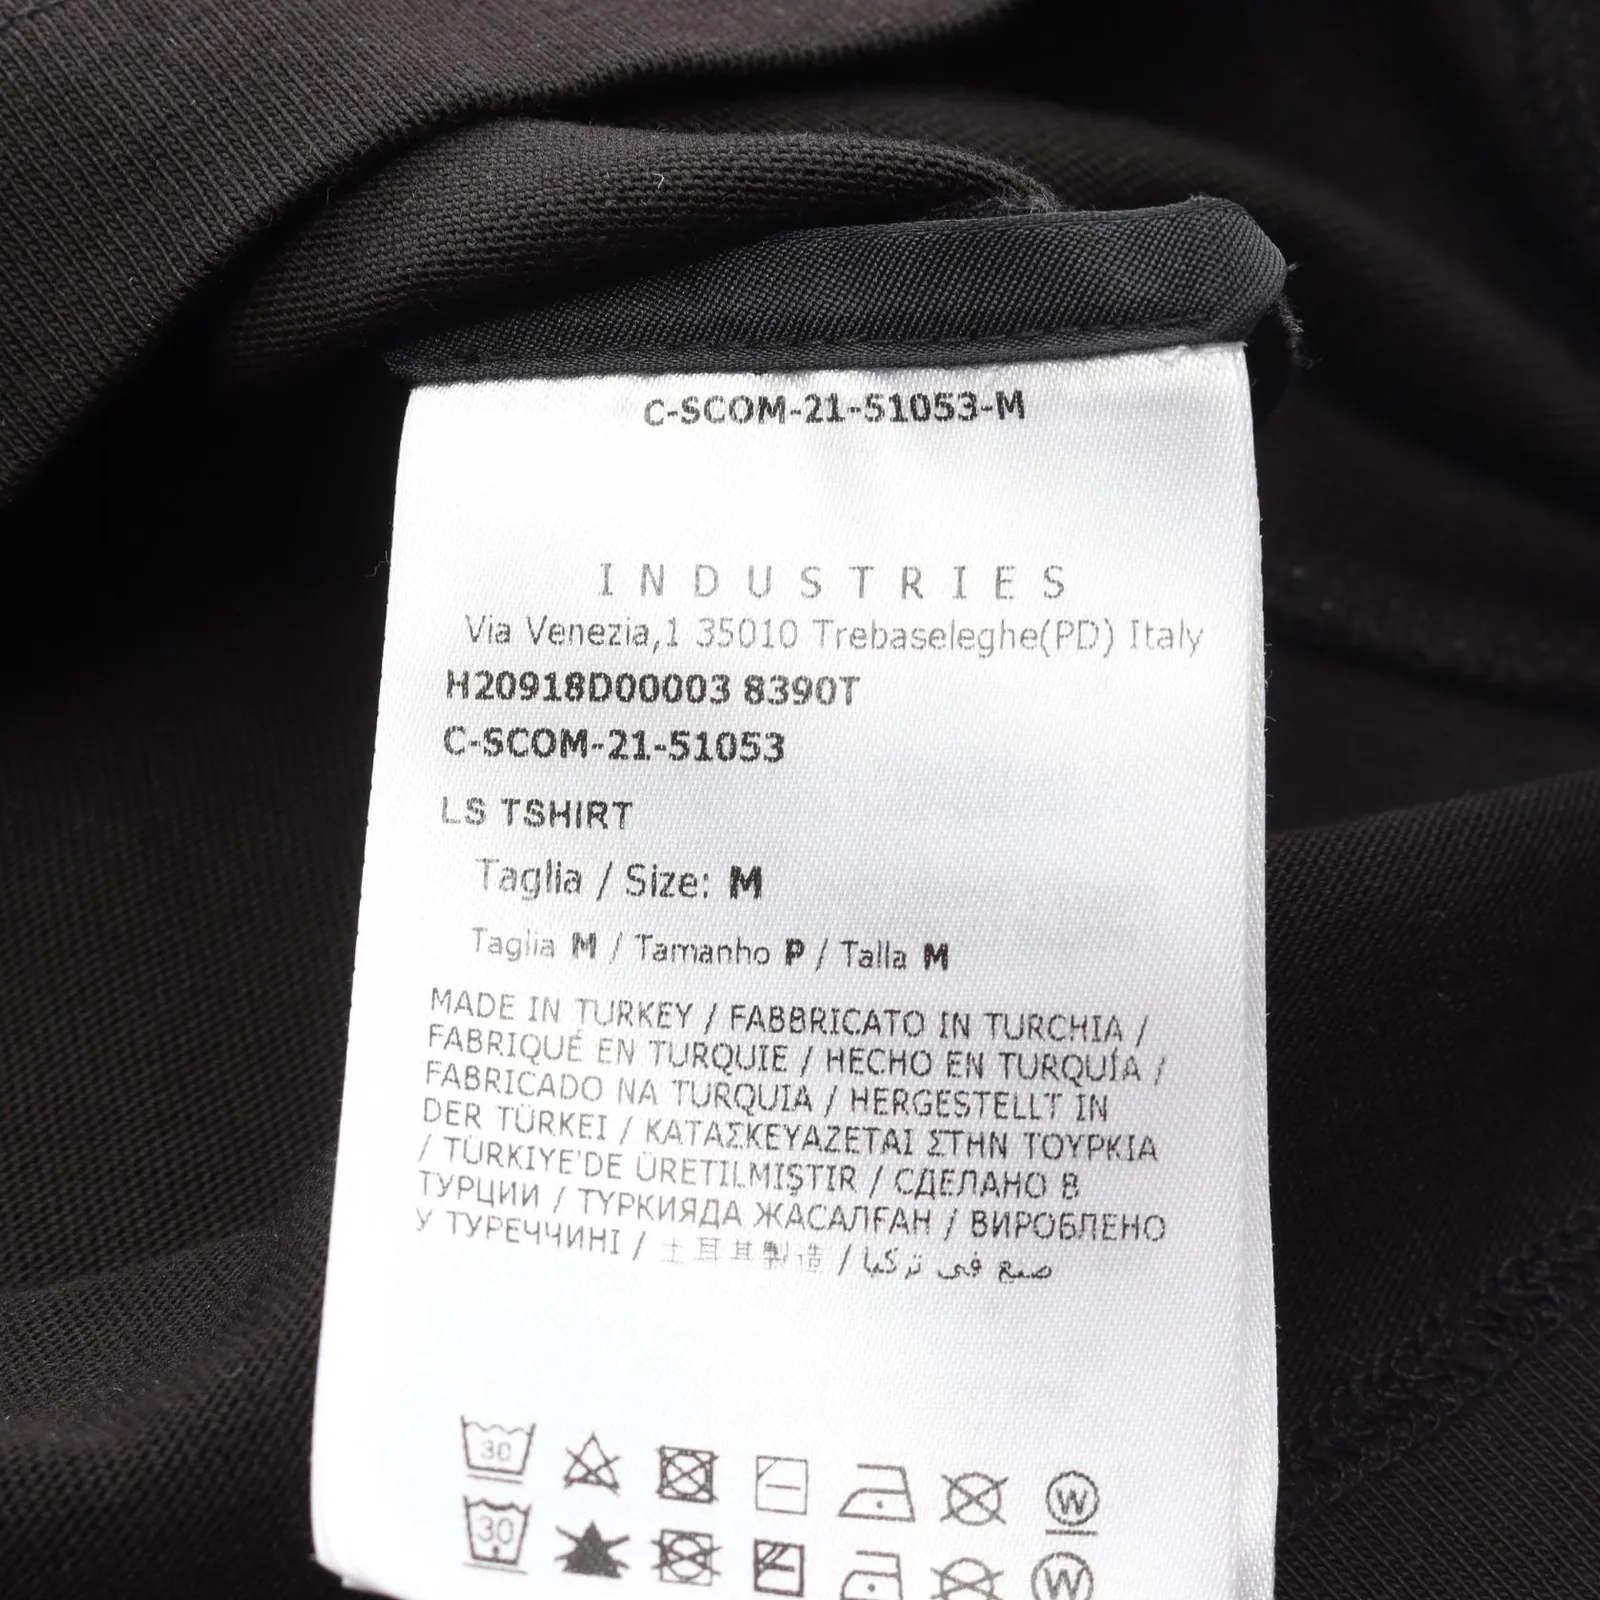 C-SCOM-21-51053-M
INDUSTRIES
Via Venezia,1 35010 Trebaseleghe(PD) Italy
H20918D00003 8390T
C-SCOM-21-51053
LS TSHIRT
Taglia / Size: M
Taglia M / Tamanho P / Talla M
MADE IN TURKEY / FABBRICATO IN TURCHIA /
FABRIQUÉ EN TURQUIE / HECHO EN TURQUÍA /
FABRICADO NA TURQUIA / HERGESTELLT IN
DER TÜRKEI / ΚΑΤΑΣΚΕΥΑΖΕΤΑΙ ΣΤΗΝ ΤΟΥΡΚΙΑ
/ TÜRKIYE'DE ÜRETILMIŞTIR / СДЕЛАНО В
ТУРЦИИ / ТҮРКИЯДА ЖАСАЛҒАН / ВИРОБЛЕНО
У ТУРЕЧЧИНІ / 土耳其製造 / صنع في تركيا
30 W
30 W